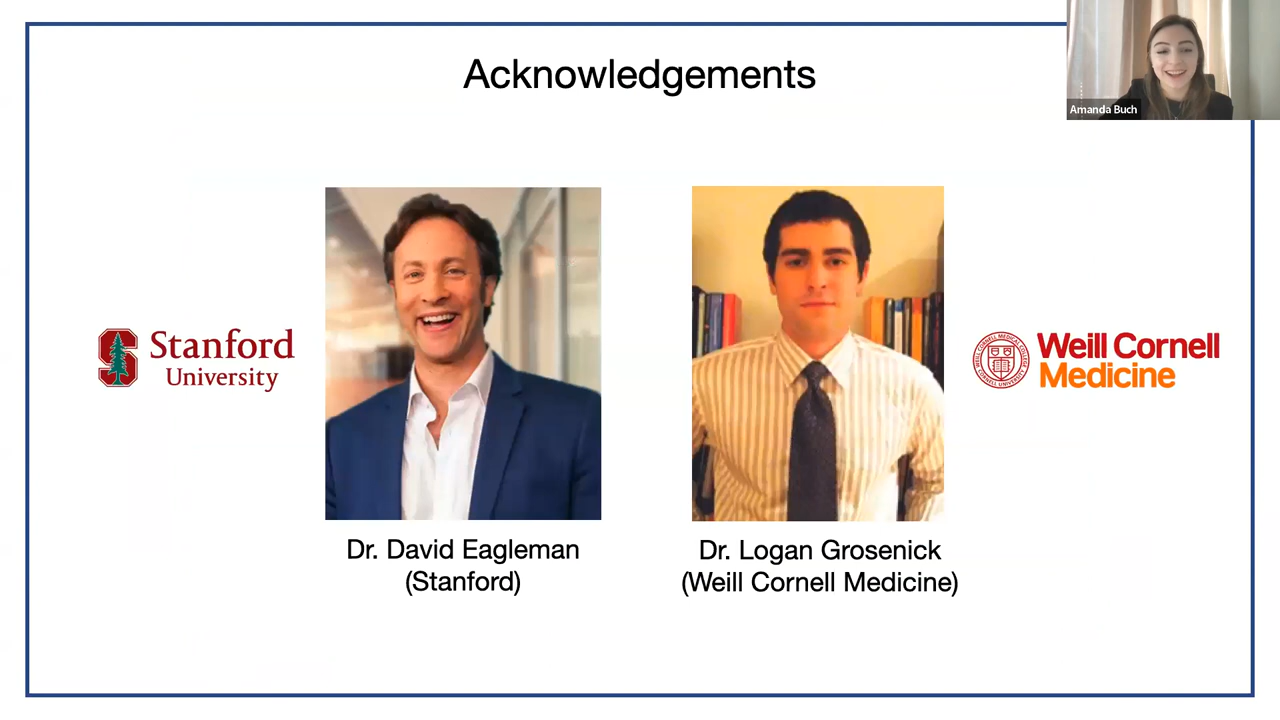 Acknowledgements
Amanda Buch
Stanford
University
Weill Cornell
Medicine
Dr. David Eagleman
(Stanford)
Dr. Logan Grosenick
(Weill Cornell Medicine)